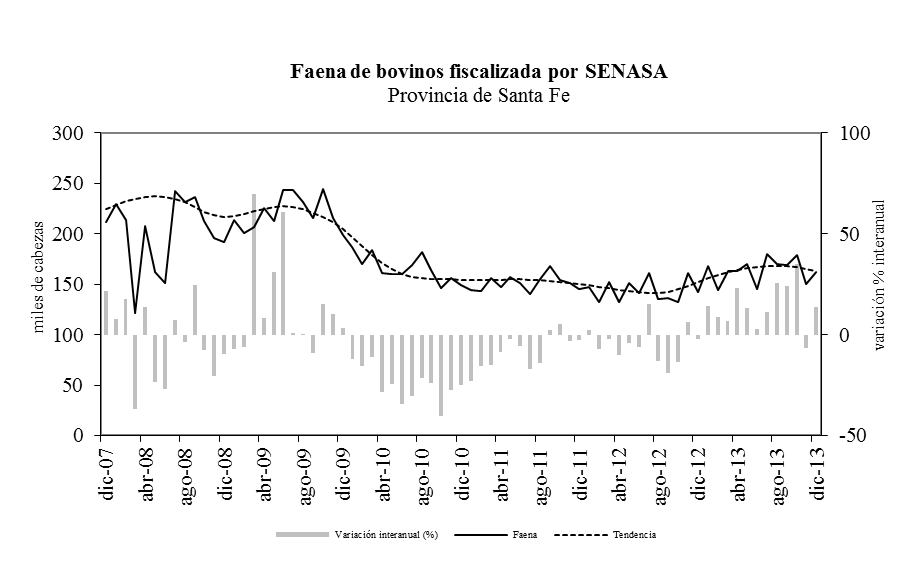 Faena de bovinos fiscalizada por SENASA
Provincia de Santa Fe
300
250
200
150
100
50
0
miles de cabezas
100
50
0
-50
variación % interanual
dic-07
abr-08
ago-08
dic-08
abr-09
ago-09
dic-09
abr-10
ago-10
dic-10
abr-11
ago-11
dic-11
abr-12
ago-12
dic-12
abr-13
ago-13
dic-13
Variación interanual (%) Faena Tendencia